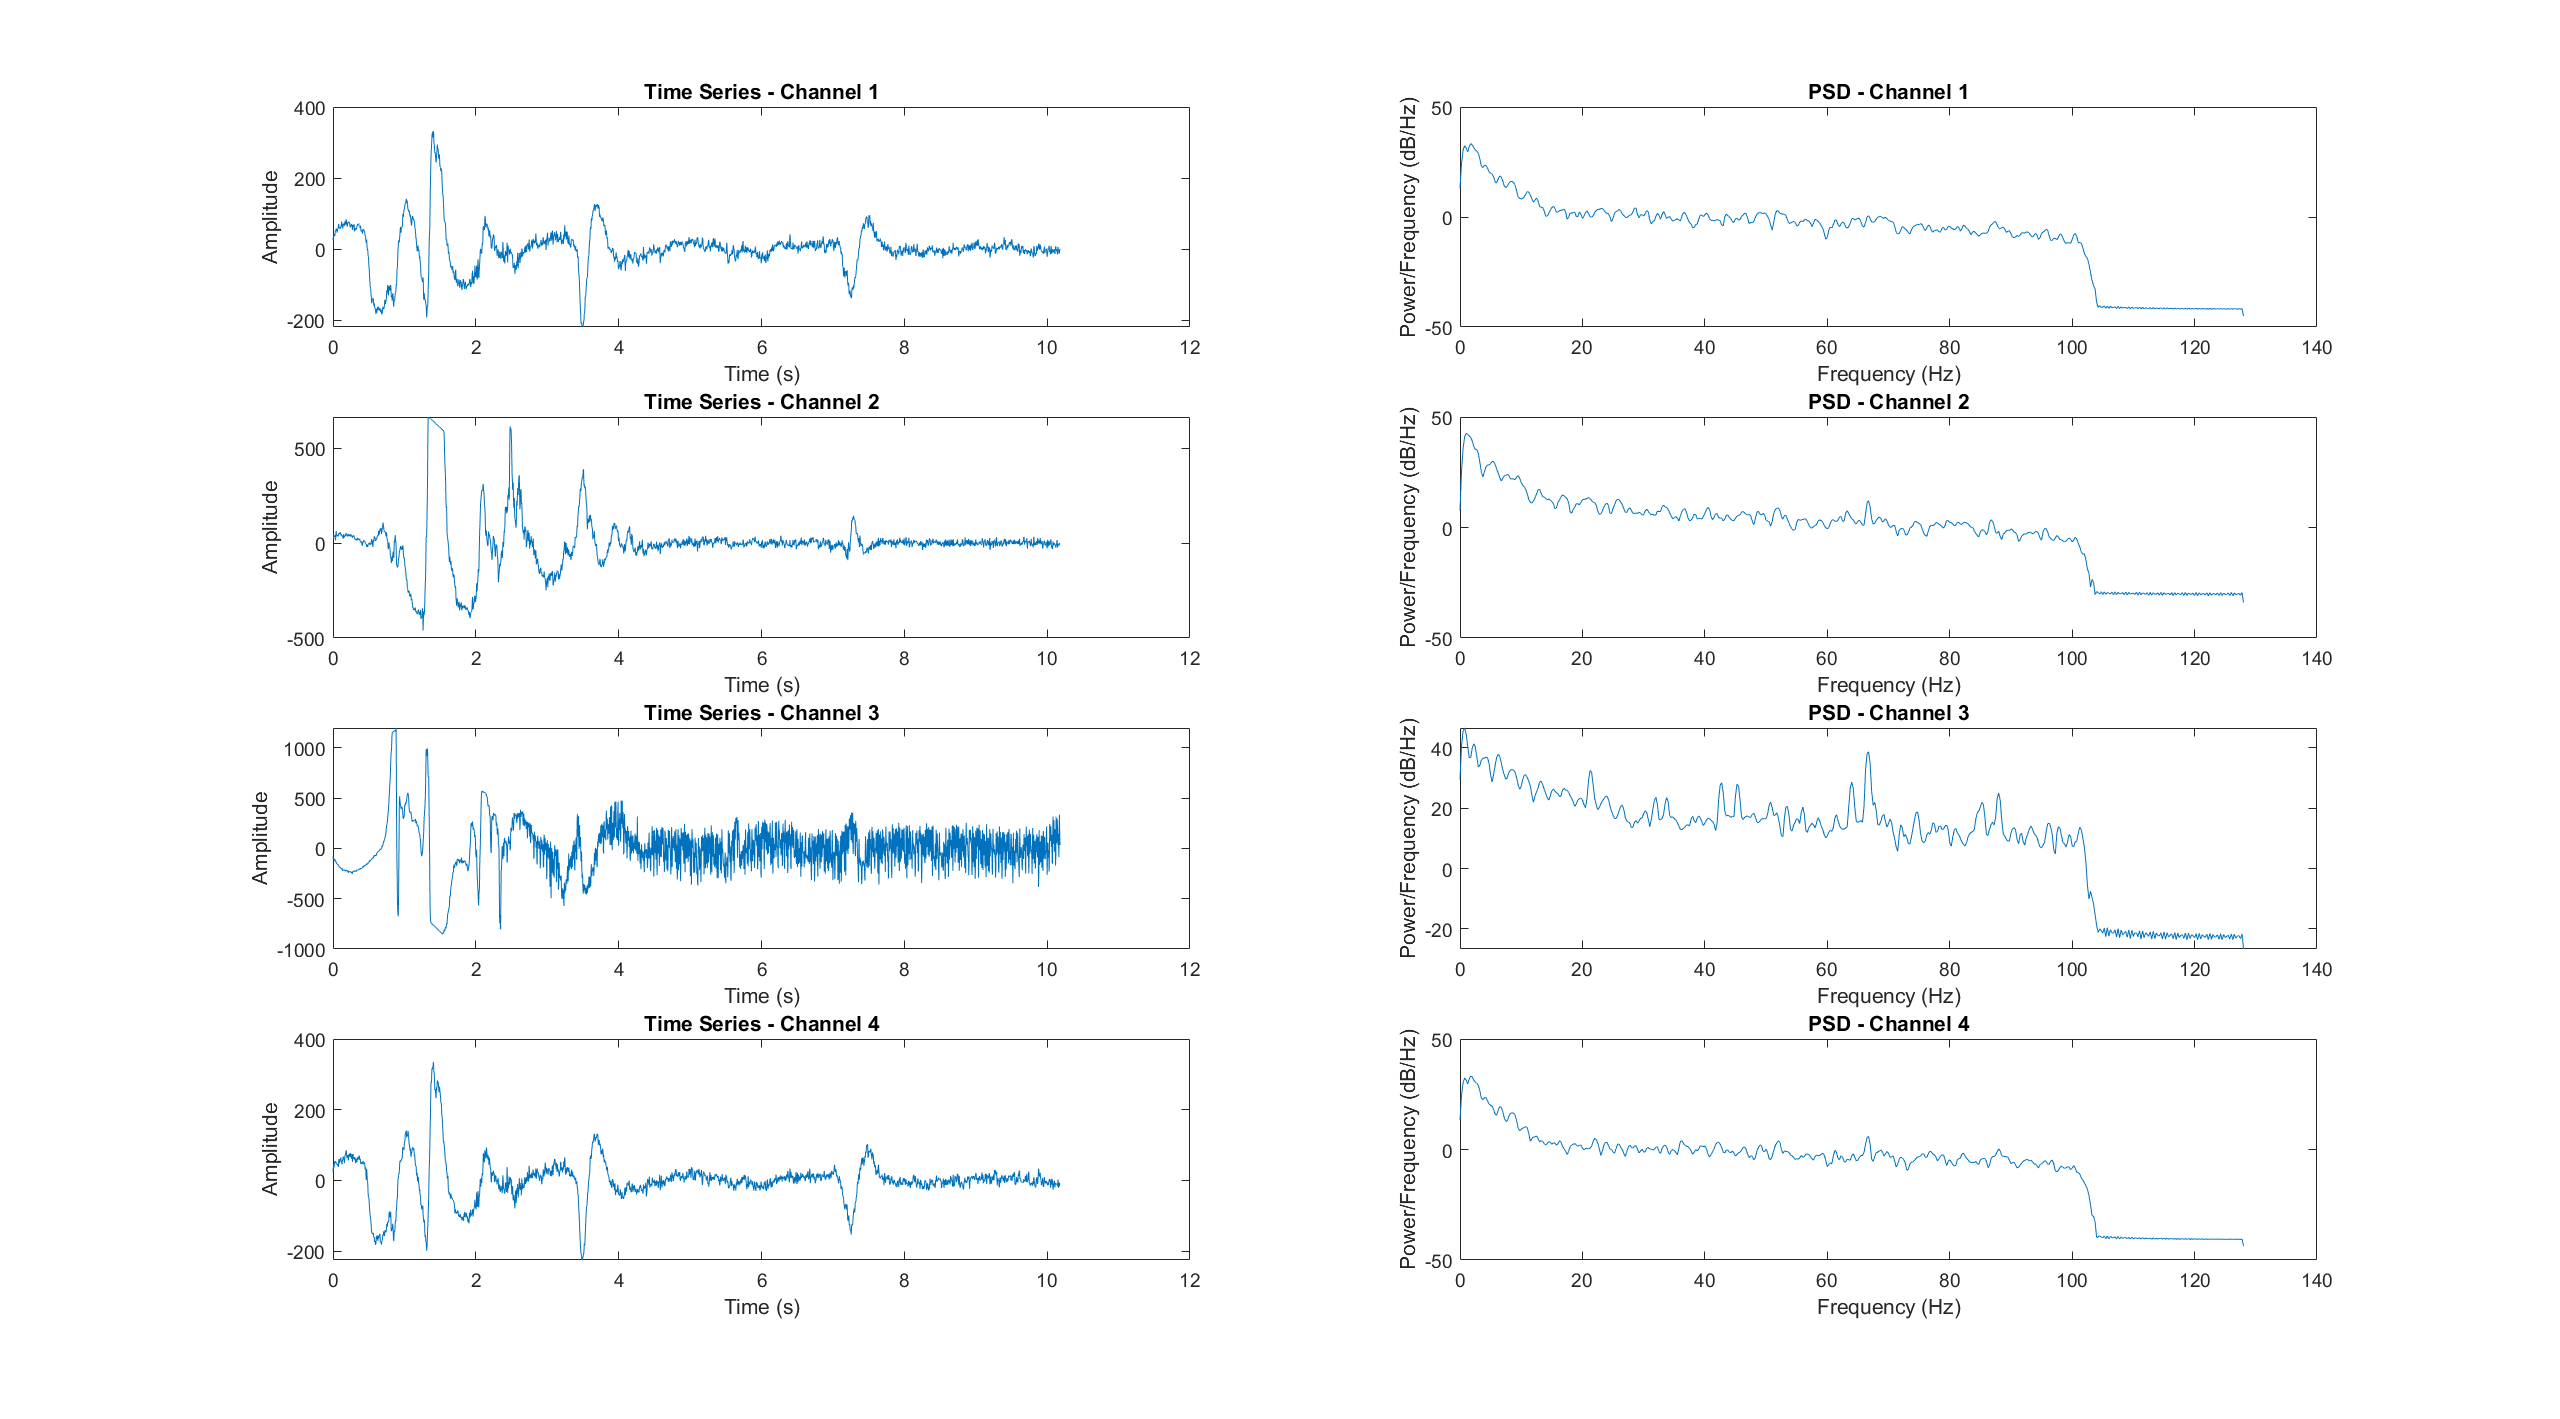 Time Series - Channel 1
400
200
0
-200
Amplitude
0 2 4 6 8 10 12
Time (s)
PSD - Channel 1
50
0
-50
Power/Frequency (dB/Hz)
0 20 40 60 80 100 120 140
Frequency (Hz)
Time Series - Channel 2
500
0
-500
Amplitude
0 2 4 6 8 10 12
Time (s)
PSD - Channel 2
50
0
-50
Power/Frequency (dB/Hz)
0 20 40 60 80 100 120 140
Frequency (Hz)
Time Series - Channel 3
1000
500
0
-500
-1000
Amplitude
0 2 4 6 8 10 12
Time (s)
PSD - Channel 3
40
20
0
-20
Power/Frequency (dB/Hz)
0 20 40 60 80 100 120 140
Frequency (Hz)
Time Series - Channel 4
400
200
0
-200
Amplitude
0 2 4 6 8 10 12
Time (s)
PSD - Channel 4
50
0
-50
Power/Frequency (dB/Hz)
0 20 40 60 80 100 120 140
Frequency (Hz)